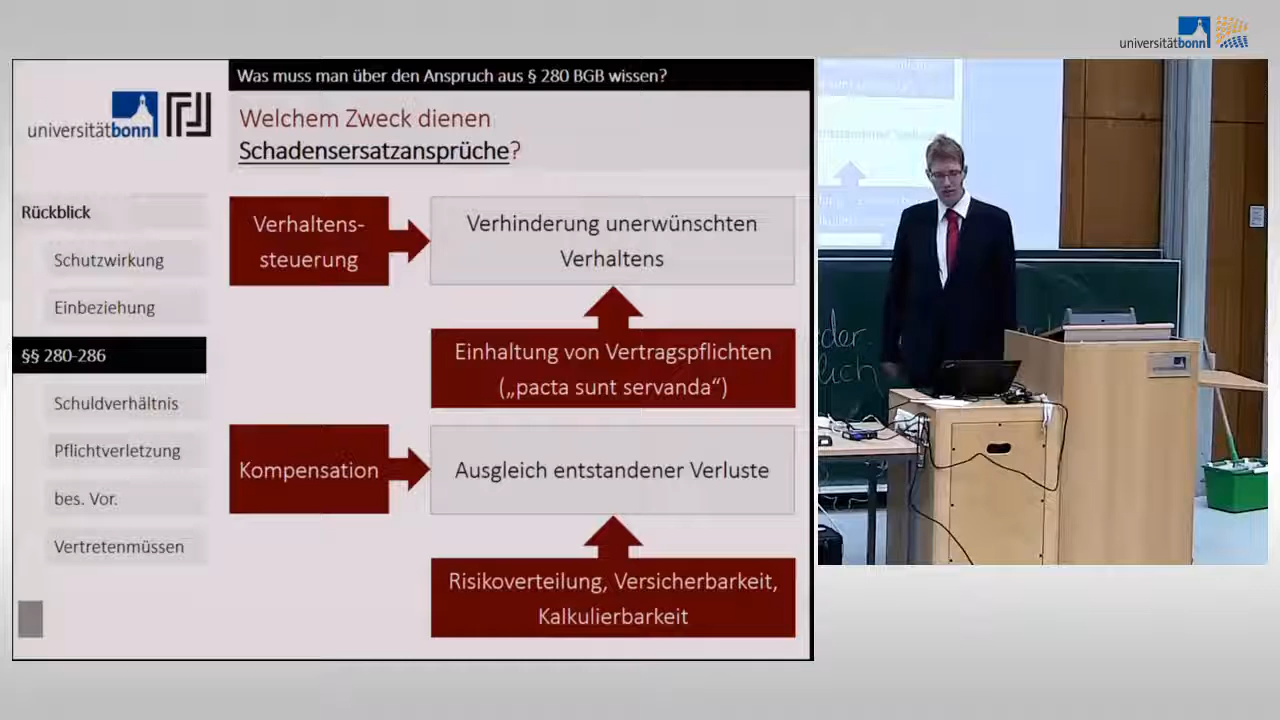 universitätbonn
Was muss man über den Anspruch aus § 280 BGB wissen?
universitätbonn
Welchem Zweck dienen
Schadensersatzansprüche?
Rückblick
Schutzwirkung
Einbeziehung
§§ 280-286
Schuldverhältnis
Pflichtverletzung
bes. Vor.
Vertretenmüssen
Verhaltens-
steuerung
Verhinderung unerwünschten
Verhaltens
Einhaltung von Vertragspflichten
(„pacta sunt servanda“)
Kompensation
Ausgleich entstandener Verluste
Risikoverteilung, Versicherbarkeit,
Kalkulierbarkeit